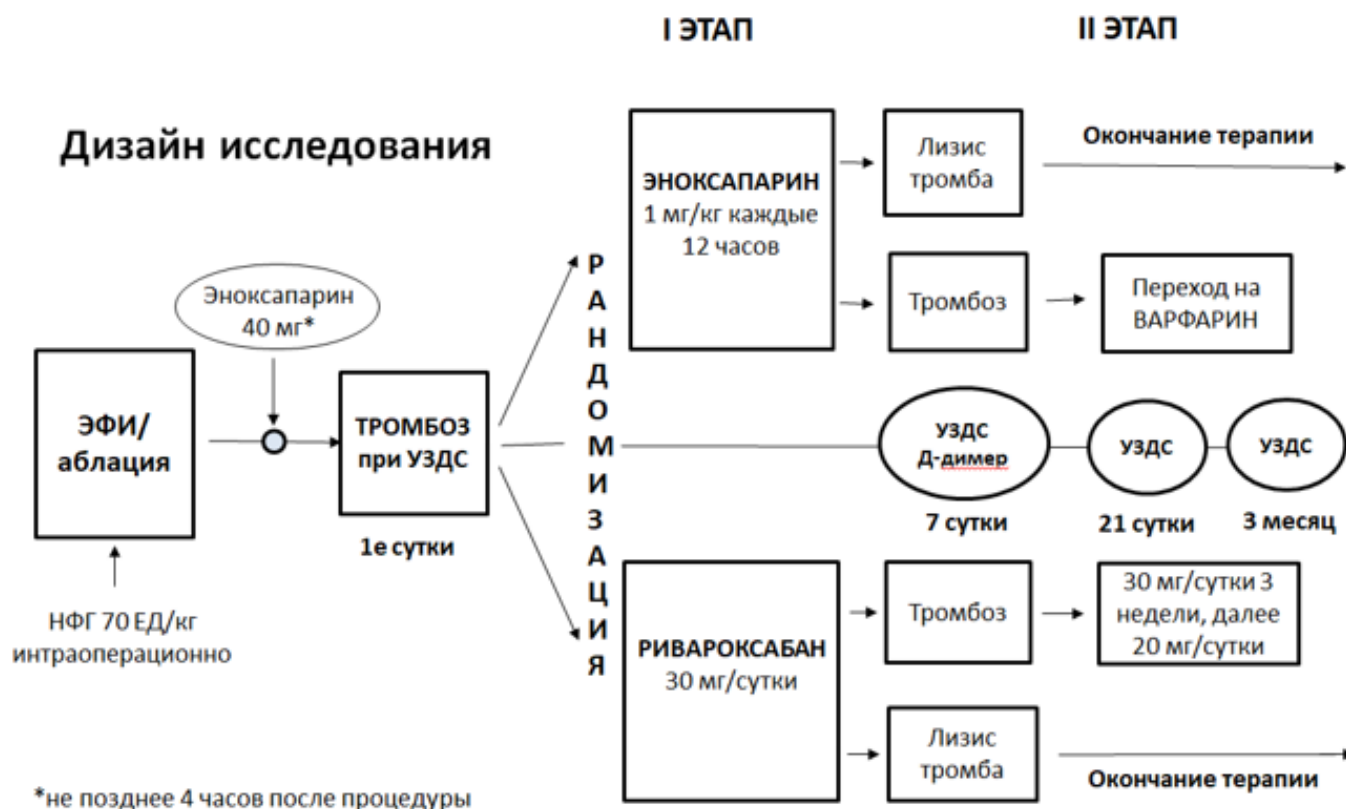 I ЭТАП
II ЭТАП
Дизайн исследования
НФГ 70 ЕД/кг
интраоперационно
ЭФИ/
аблация
Эноксапарин
40 мг*
ТРОМБОЗ
при УЗДС
1е сутки
РАНДОМИЗАЦИЯ
ЭНОКСАПАРИН
1 мг/кг каждые
12 часов
Лизис
тромба
Окончание терапии
Тромбоз
Переход на
ВАРФАРИН
УЗДС
Д-димер
УЗДС
УЗДС
7 сутки
21 сутки
3 месяц
РИВАРОКСАБАН
30 мг/сутки
Тромбоз
30 мг/сутки 3
недели, далее
20 мг/сутки
Лизис
тромба
Окончание терапии
*не позднее 4 часов после процедуры